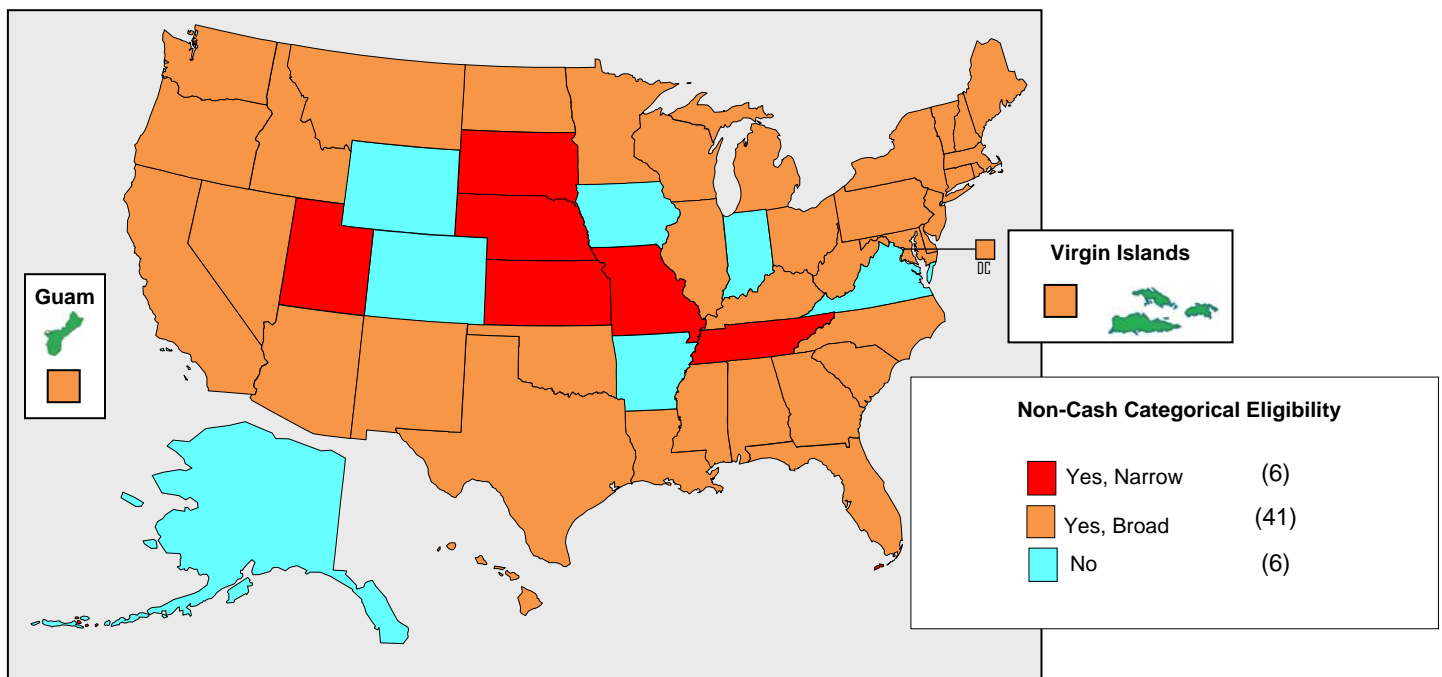 Guam
DC
Virgin Islands
Non-Cash Categorical Eligibility
Yes, Narrow (6)
Yes, Broad (41)
No (6)